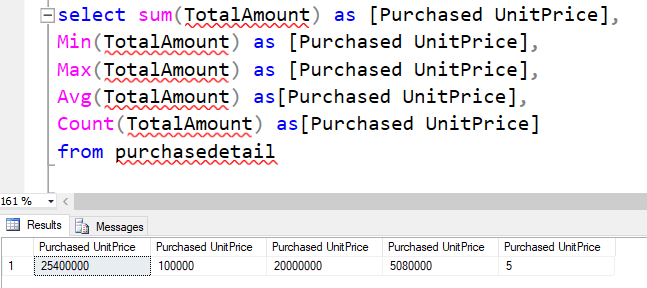 select sum(TotalAmount) as [Purchased UnitPrice],
Min(TotalAmount) as [Purchased UnitPrice],
Max(TotalAmount) as [Purchased UnitPrice],
Avg(TotalAmount) as[Purchased UnitPrice],
Count(TotalAmount) as[Purchased UnitPrice]
from purchasedetail
161 %
Results Messages
Purchased UnitPrice Purchased UnitPrice Purchased UnitPrice Purchased UnitPrice Purchased UnitPrice
1 25400000 100000 20000000 5080000 5